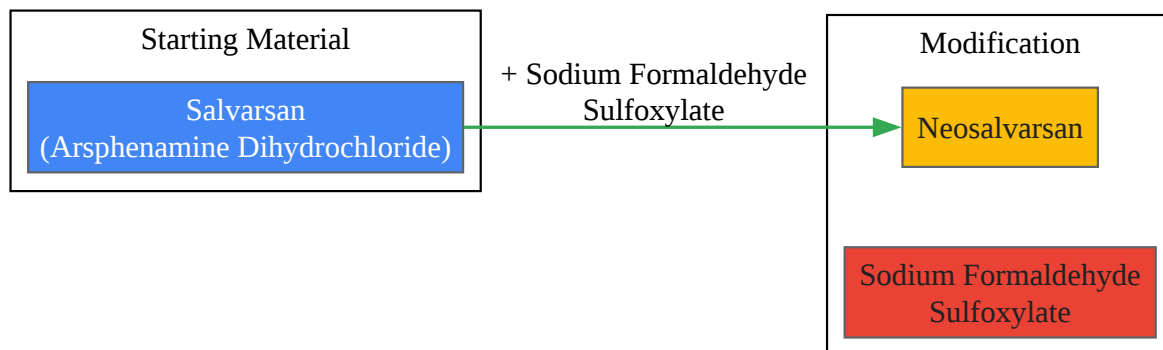 Starting Material
Salvarsan
(Arsphenamine Dihydrochloride)
+ Sodium Formaldehyde
Sulfoxylate
Modification
Neosalvarsan
Sodium Formaldehyde
Sulfoxylate